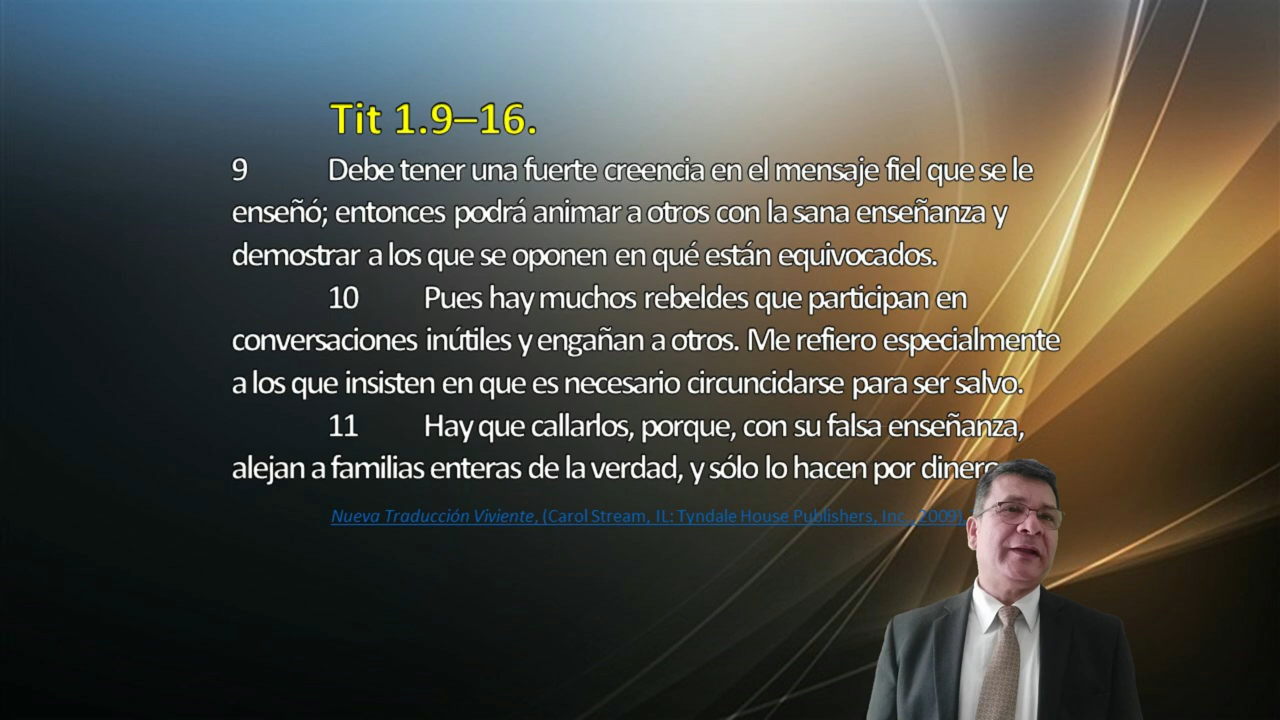 Tit 1.9–16.
9 Debe tener una fuerte creencia en el mensaje fiel que se le
enseñó; entonces podrá animar a otros con la sana enseñanza y
demostrar a los que se oponen en qué están equivocados.
10 Pues hay muchos rebeldes que participan en
conversaciones inútiles y engañan a otros. Me refiero especialmente
a los que insisten en que es necesario circuncidarse para ser salvo.
11 Hay que callarlos, porque, con su falsa enseñanza,
alejan a familias enteras de la verdad, y sólo lo hacen por dinero
Nueva Traducción Viviente, (Carol Stream, IL: Tyndale House Publishers, Inc., 2009),